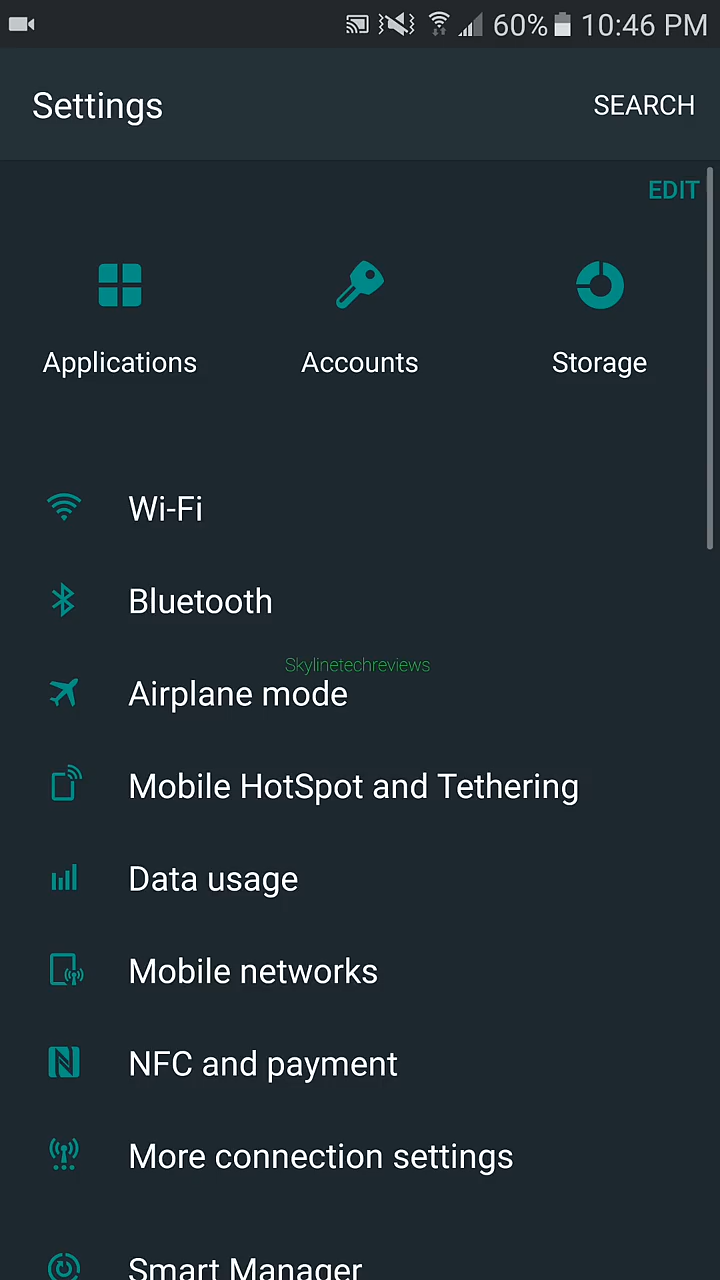 60% 10:46 PM
Settings
SEARCH
EDIT
Applications
Accounts
Storage
Wi-Fi
Bluetooth
Skylinetechreviews
Airplane mode
Mobile HotSpot and Tethering
Data usage
Mobile networks
NFC and payment
More connection settings
Smart Manager